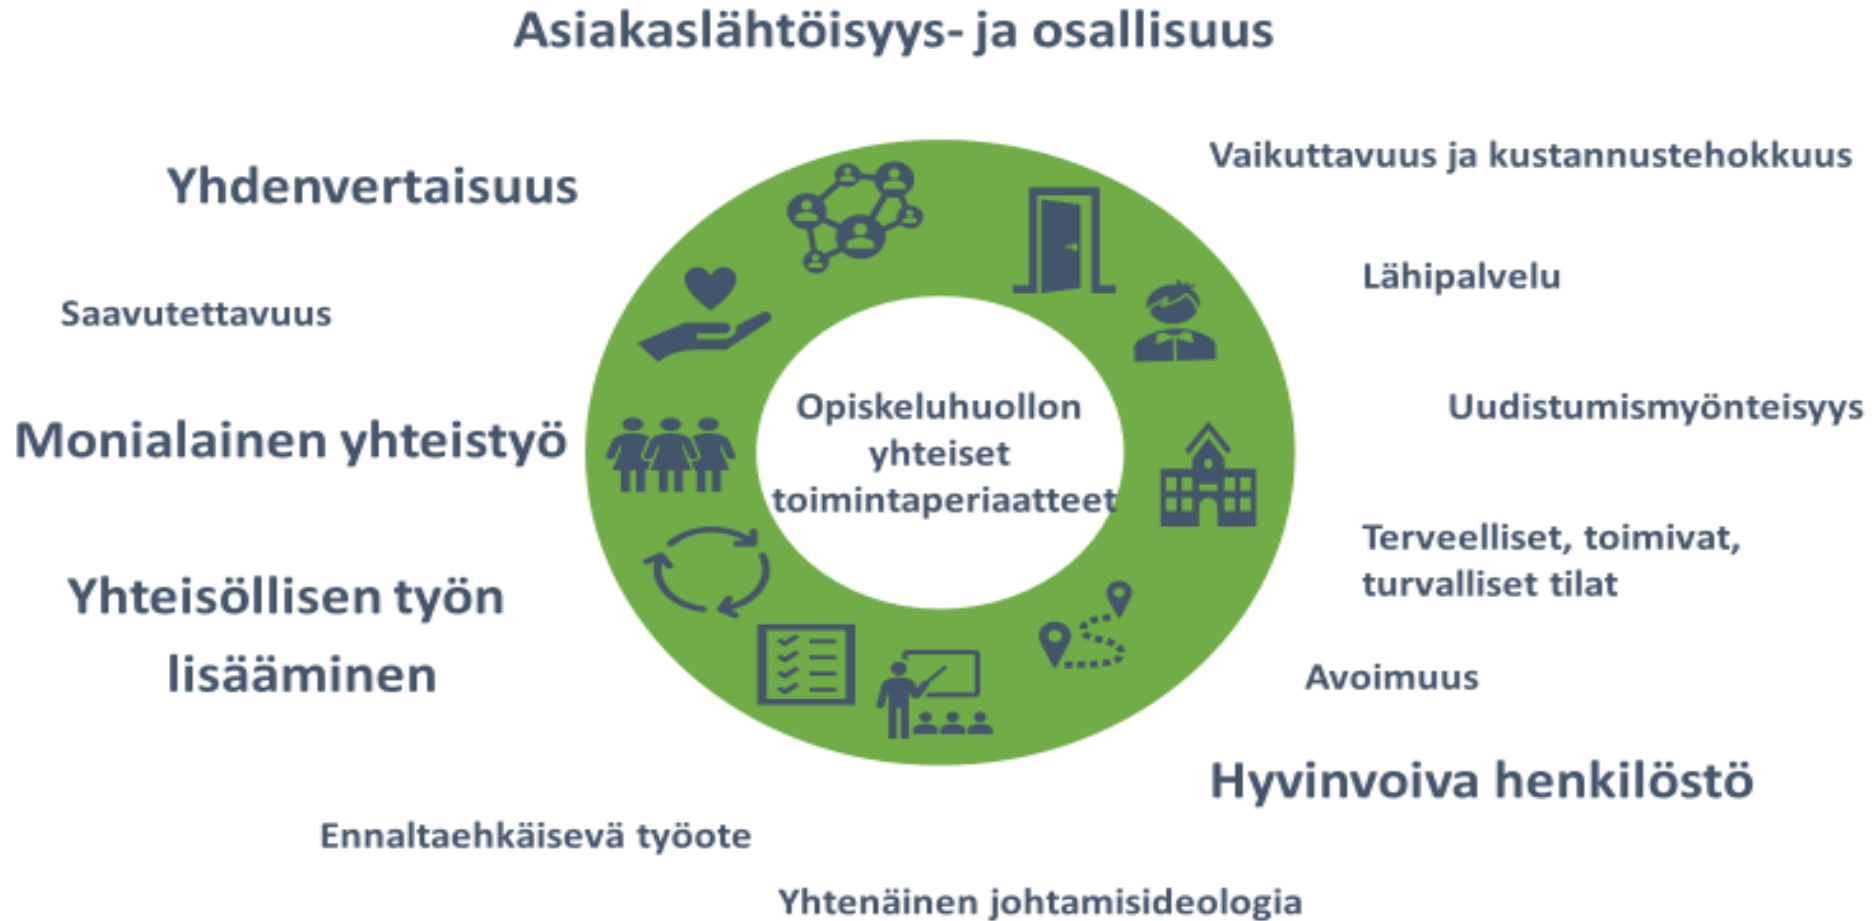 Asiakaslähtöisyys- ja osallisuus
Vaikuttavuus ja kustannustehokkuus
Yhdenvertaisuus
Lähipalvelu
Saavutettavuus
Opiskeluhuollon
yhteiset
toimintaperiaatteet
Uudistumismyönteisyys
Monialainen yhteistyö
Terveelliset, toimivat,
turvalliset tilat
Yhteisöllisen työn
lisääminen
Avoimuus
Hyvinvoiva henkilöstö
Ennaltaehkäisevä työote
Yhtenäinen johtamisideologia